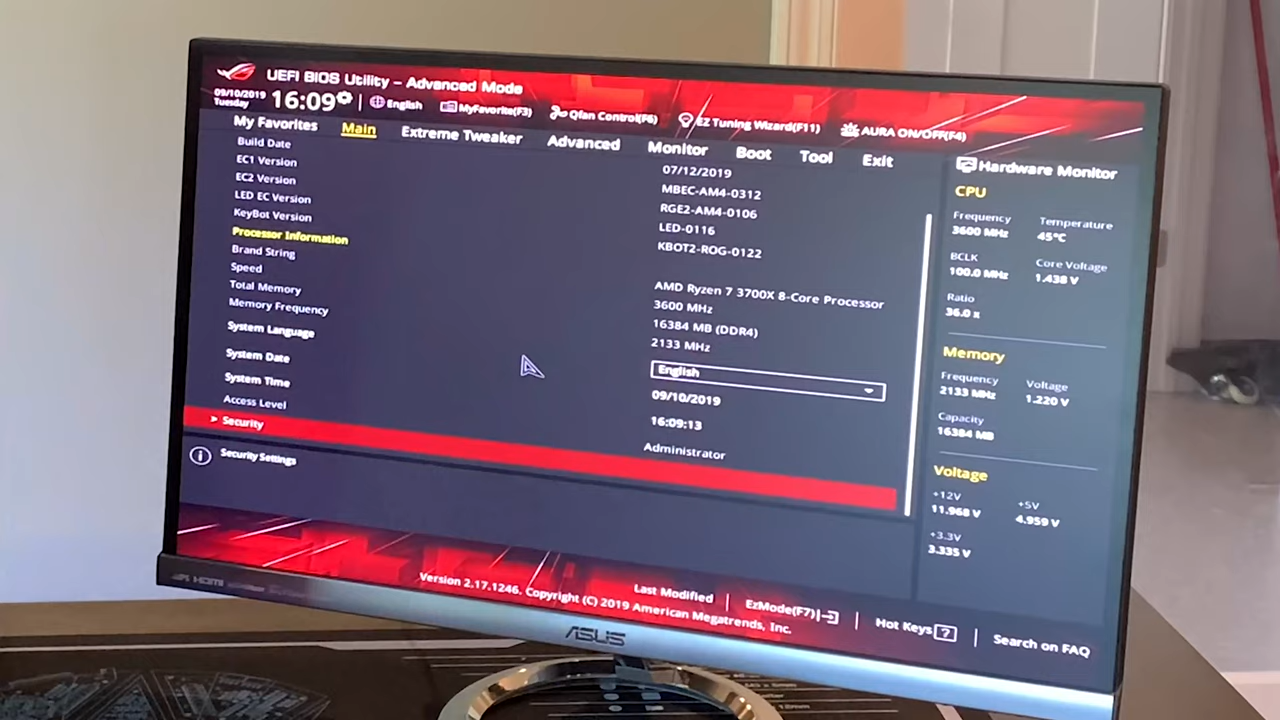 UEFI BIOS Utility – Advanced Mode
09/10/2019
Tuesday
16:09
English
MyFavorite(F3)
Qfan Control(F6)
EZ Tuning Wizard(F11)
AURA ON/OFF(F4)
My Favorites
Main
Extreme Tweaker
Advanced
Monitor
Boot
Tool
Exit
Build Date
07/12/2019
EC1 Version
MBEC-AM4-0312
EC2 Version
RGE2-AM4-0106
LED EC Version
LED-0116
KeyBot Version
KBOT2-ROG-0122
Processor Information
Brand String
AMD Ryzen 7 3700X 8-Core Processor
Speed
3600 MHz
Total Memory
16384 MB (DDR4)
Memory Frequency
2133 MHz
System Language
English
System Date
09/10/2019
System Time
16:09:13
Access Level
Administrator
> Security
Security Settings
Hardware Monitor
CPU
Frequency
Temperature
3600 MHz
45°C
BCLK
Core Voltage
100.0 MHz
1.438 V
Ratio
36.0 x
Memory
Frequency
Voltage
2133 MHz
1.220 V
Capacity
16384 MB
Voltage
+12V
+5V
11.968 V
4.959 V
+3.3V
3.335 V
Last Modified
EzMode(F7)
Hot Keys ?
Search on FAQ
Version 2.17.1246. Copyright (C) 2019 American Megatrends, Inc.
HDMI
ASUS